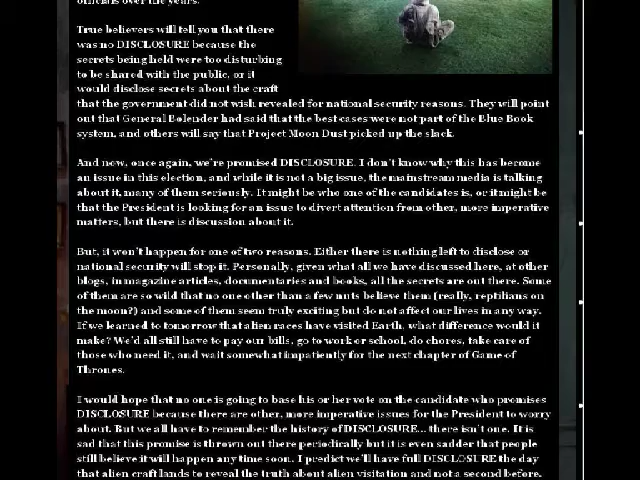 officials over the years.
True believers will tell you that there
was no DISCLOSURE because the
secrets being held were too disturbing
to be shared with the public, or it
would disclose secrets about the craft
that the government did not wish revealed for national security reasons. They will point
out that General Bolender had said that the best cases were not part of the Blue Book
system, and others will say that Project Moon Dust picked up the slack.
And now, once again, we're promised DISCLOSURE. I don't know why this has become
an issue in this election, and while it is not a big issue, the mainstream media is talking
about it, many of them seriously. It might be who one of the candidates is, or it might be
that the President is looking for an issue to divert attention from other, more imperative
matters, but there is discussion about it.
But, it won't happen for one of two reasons. Either there is nothing left to disclose or
national security will stop it. Personally, given what all we have discussed here, at other
blogs, in magazine articles, documentaries and books, all the secrets are out there. Some
of them are so wild that no one other than a few nuts believe them (really, reptilians on
the moon?) and some of them seem truly exciting but do not affect our lives in any way.
If we learned to tomorrow that alien races have visited Earth, what difference would it
make? We'd all still have to pay our bills, go to work or school, do chores, take care of
those who need it, and wait somewhat impatiently for the next chapter of Game of
Thrones.
I would hope that no one is going to base his or her vote on the candidate who promises
DISCLOSURE because there are other, more imperative issues for the President to worry
about. But we all have to remember the history of DISCLOSURE... there isn't one. It is
sad that this promise is thrown out there periodically but it is even sadder that people
still believe it will happen any time soon. I predict we'll have full DISCLOSURE the day
that alien craft lands to reveal the truth about alien visitation and not a second before.